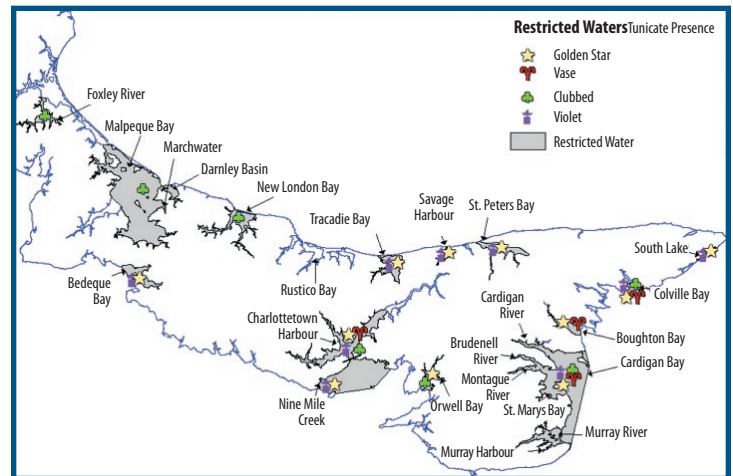 Restricted Waters Tunicate Presence
Golden Star
Vase
Clubbed
Violet
Restricted Water
Foxley River
Malpeque Bay
Marchwater
Darnley Basin
New London Bay
Tracadie Bay
Savage
Harbour
St. Peters Bay
South Lake
Bedeque
Bay
Rustico Bay
Colville Bay
Cardigan
River
Charlottetown
Harbour
Boughton Bay
Brudenell
River
Cardigan Bay
Montague
River
Nine Mile
Creek
Orwell Bay
St. Marys Bay
Murray River
Murray Harbour